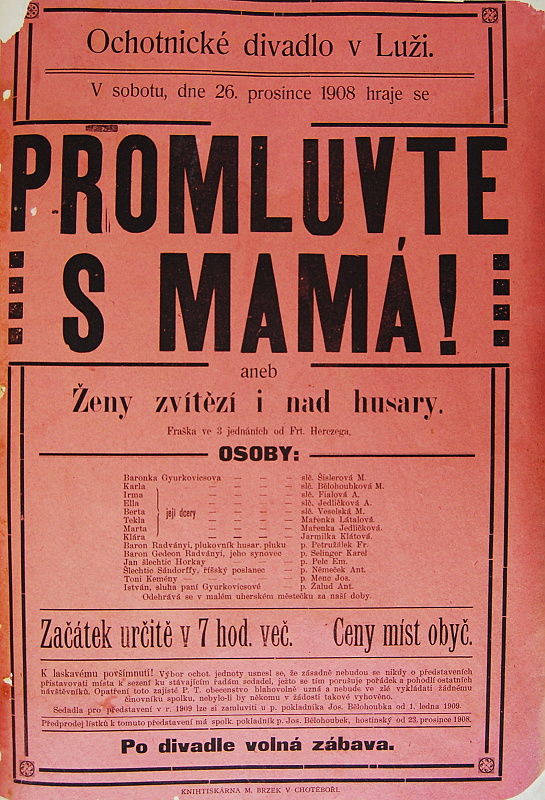 Ochotnické divadlo v Luži.
V sobotu, dne 26. prosince 1908 hraje se
PROMLUVTE
S MAMÁ!
aneb
Ženy zvítězí i nad husary.
Fraška ve 3 jednáních od Frt. Herczega.
OSOBY:
Baronka Gyurkovicsova — — — — slč. Šislerová M.
Karla — — — — slč. Bělohoubková M.
Irma — — — — slč. Fialová A.
Ella — — — — slč. Jedličková A.
Berta — — — — slč. Veselská M.
Tekla — — — — Mařenka Látalová.
Marta — — — — Mařenka Jedličková.
Klára — — — — Jarmilka Klátová.
její dcery
Baron Radványi, plukovník husar. pluku — p. Petružálek Fr.
Baron Gedeon Radványi, jeho synovec — p. Selinger Karel
Jan šlechtic Horkay — — — — p. Pele Em.
Šlechtic Sándorffy, říšský poslanec — — p. Němeček Ant.
Toni Kemény — — — — p. Menc Jos.
István, sluha paní Gyurkovicsové — — p. Žalud Ant.
Odehrává se v malém uherském městečku za naší doby.
Začátek určitě v 7 hod. več. Ceny míst obyč.
K laskavému povšimnutí! Výbor ochot. jednoty usnesl se, že zásadně nebudou se nikdy o představeních
přistavovati místa k sezení ku stávajícím řadám sedadel, ježto se tím porušuje pořádek a pohodlí ostatních
návštěvníků. Opatření toto zajisté P. T. obecenstvo blahovolně uzná a nebude ve zlé vykládati žádnému
činovníku spolku, nebylo-li by někomu v žádosti takové vyhověno.
Sedadla pro představení v r. 1909 lze si zamluviti u p. pokladníka Jos. Bělohoubka od 1. ledna 1909.
Předprodej lístků k tomuto představení má spolk. pokladník p. Jos. Bělohoubek, hostinský od 23. prosince 1908.
Po divadle volná zábava.
KNIHTISKÁRNA M. BRZEK V CHOTĚBOŘI.